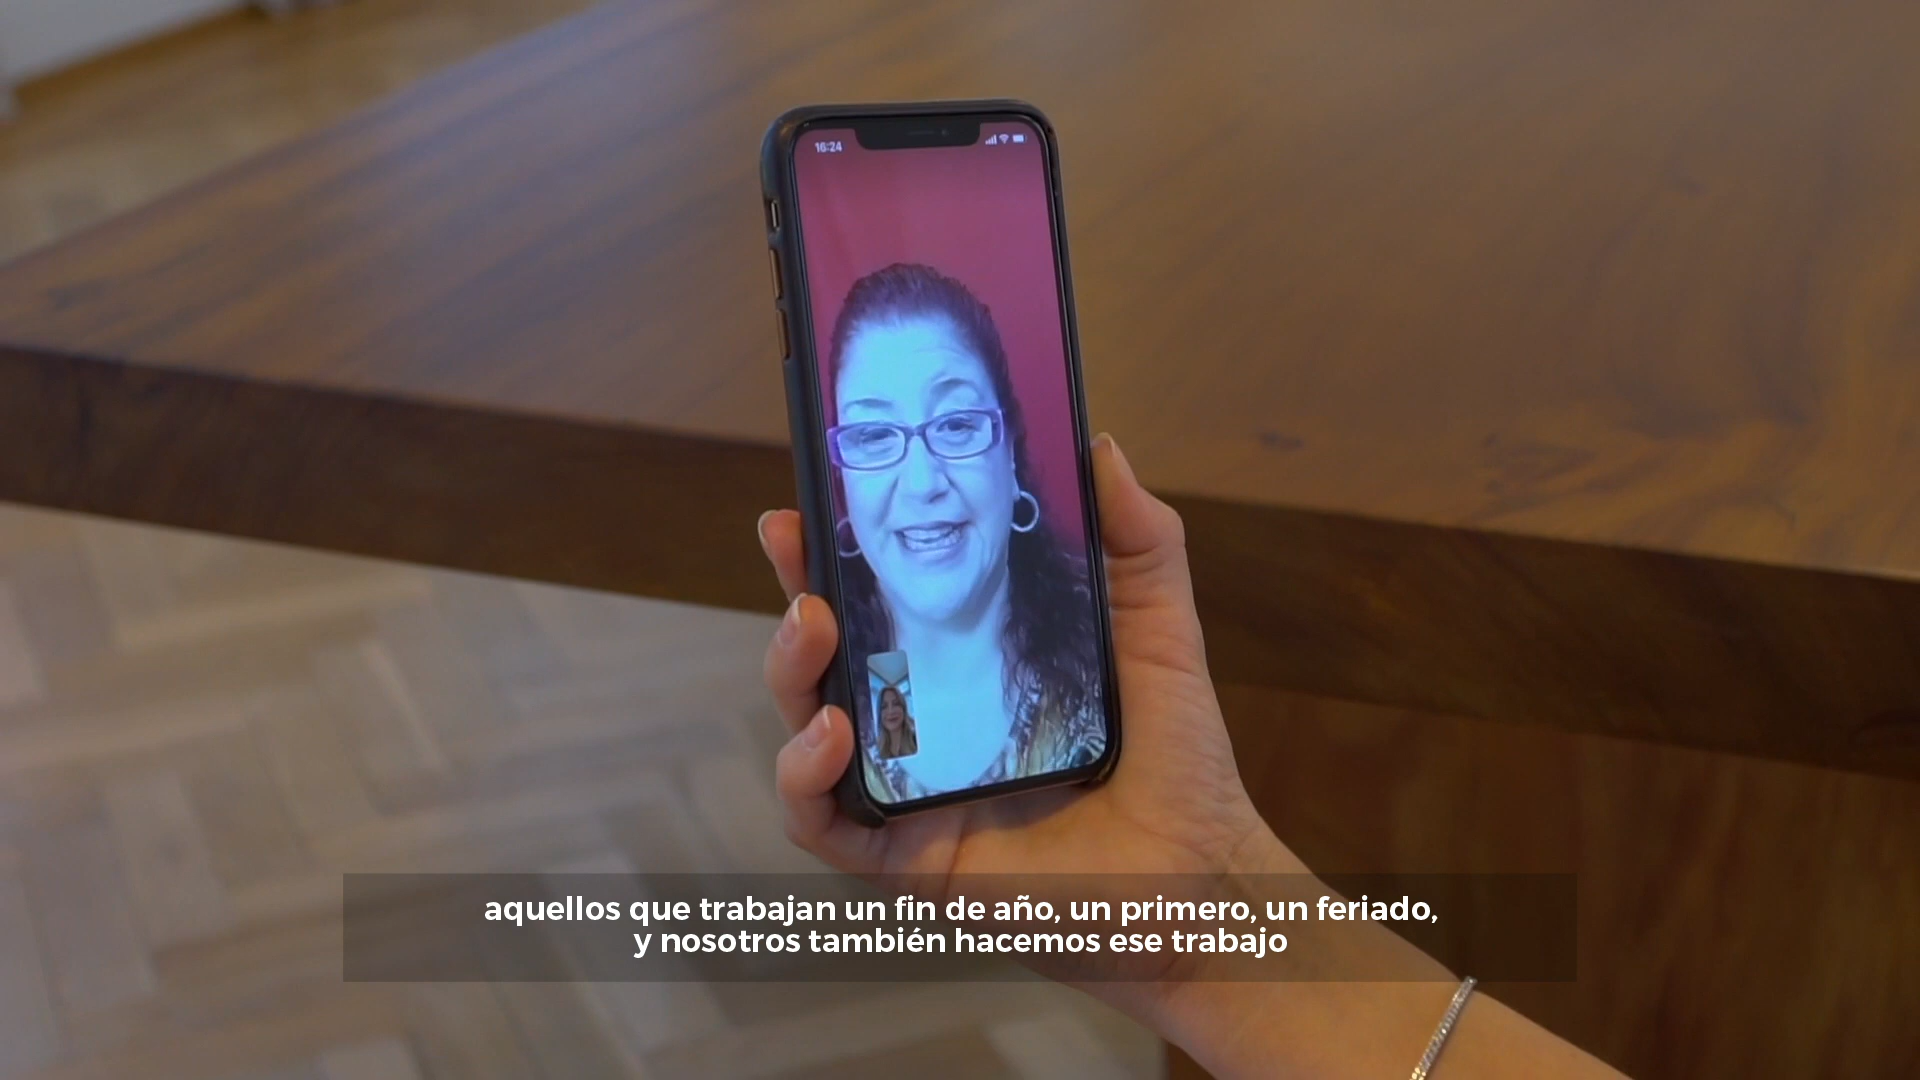 16:24
aquellos que trabajan un fin de año, un primero, un feriado,
y nosotros también hacemos ese trabajo